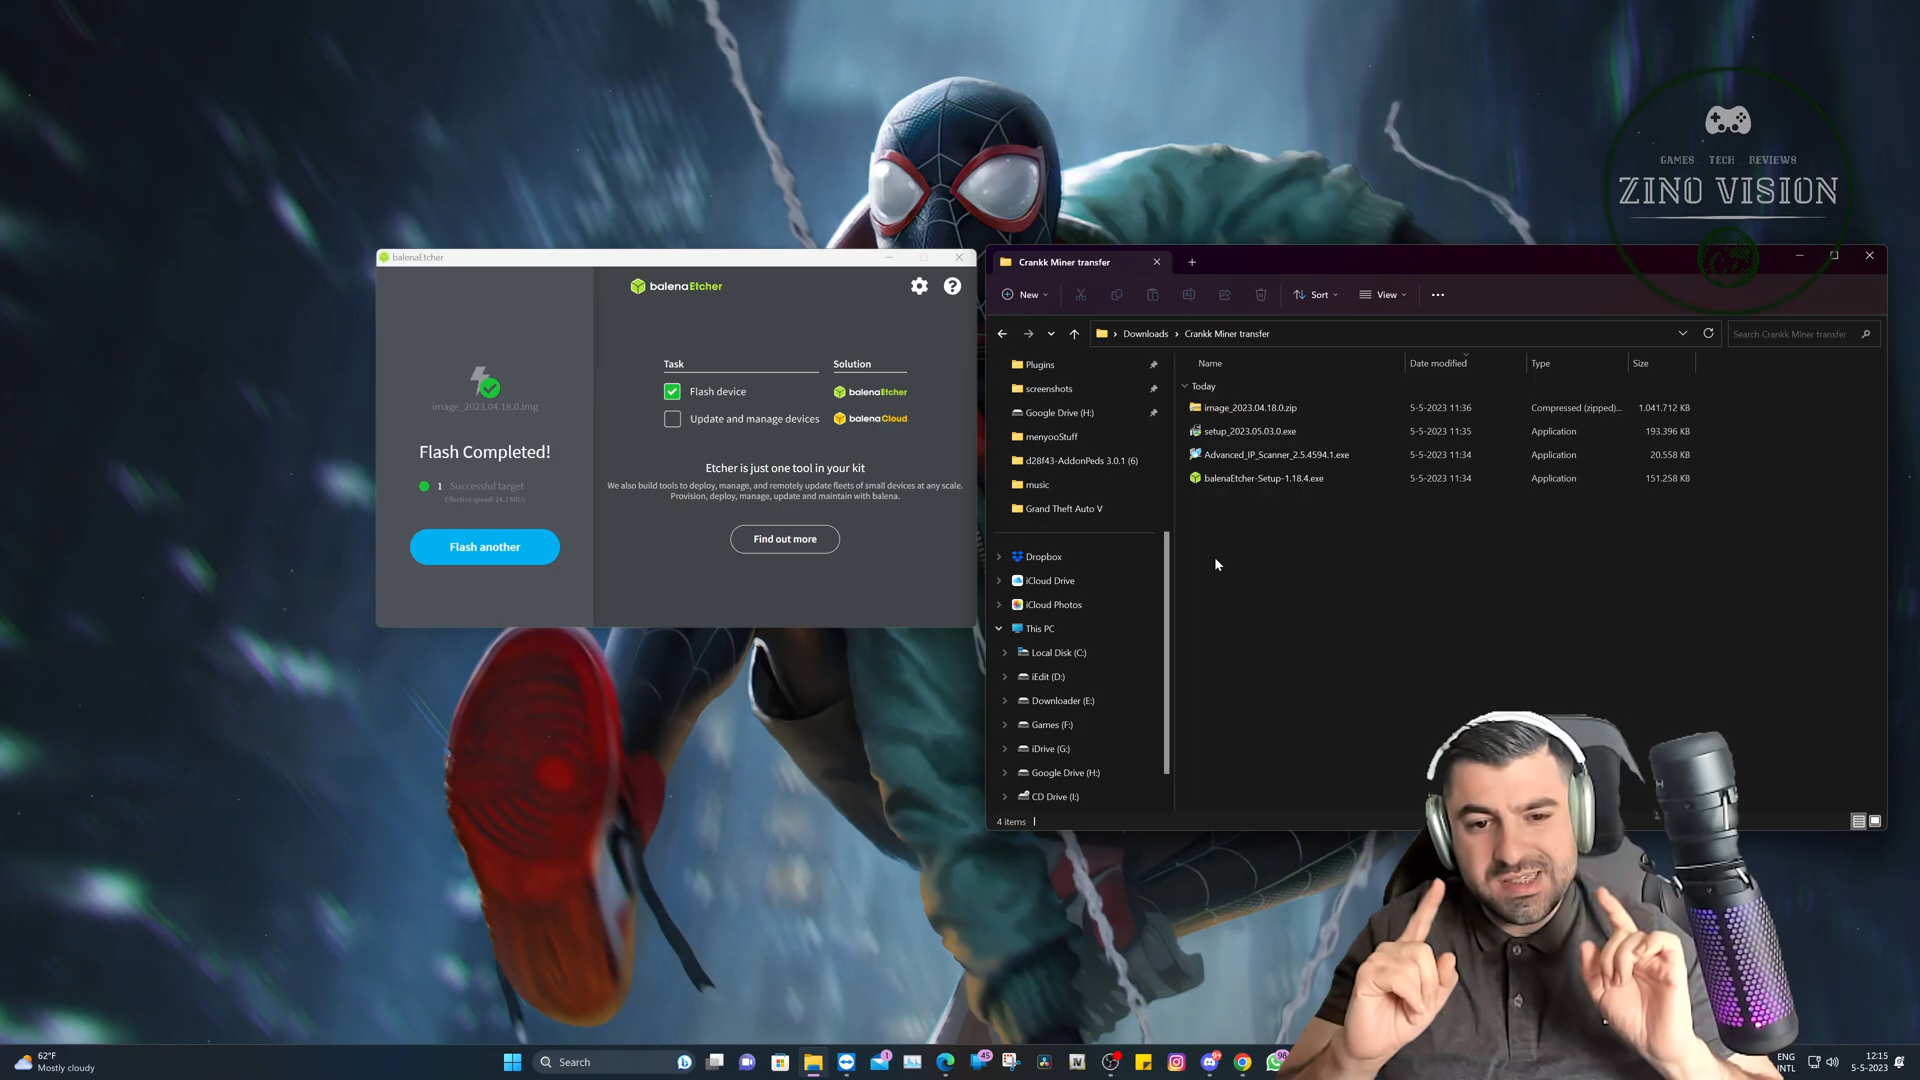 GAMES . TECH . REVIEWS
ZINO VISION
balenaEtcher
balenaEtcher
image_2023.04.18.0.img
Flash Completed!
1 Successful target
Effective speed: 24.7 MB/s
Flash another
Task Solution
Flash device balenaEtcher
Update and manage devices balenaCloud
Etcher is just one tool in your kit
We also build tools to deploy, manage, and remotely update fleets of small devices at any scale.
Provision, deploy, manage, update and maintain with balena.
Find out more
Crankk Miner transfer
New Sort View
Downloads > Crankk Miner transfer
Search Crankk Miner transfer
Plugins
screenshots
Google Drive (H:)
menyooStuff
d28f43-AddonPeds 3.0.1 (6)
music
Grand Theft Auto V
Dropbox
iCloud Drive
iCloud Photos
This PC
Local Disk (C:)
iEdit (D:)
Downloader (E:)
Games (F:)
iDrive (G:)
Google Drive (H:)
CD Drive (I:)
4 items
Name Date modified Type Size
Today
image_2023.04.18.0.zip 5-5-2023 11:36 Compressed (zipped)... 1.041.712 KB
setup_2023.05.03.0.exe 5-5-2023 11:35 Application 193.396 KB
Advanced_IP_Scanner_2.5.4594.1.exe 5-5-2023 11:34 Application 20.558 KB
balenaEtcher-Setup-1.18.4.exe 5-5-2023 11:34 Application 151.258 KB
62°F
Mostly cloudy
Search
1
45
98
ENG
INTL
12:15
5-5-2023